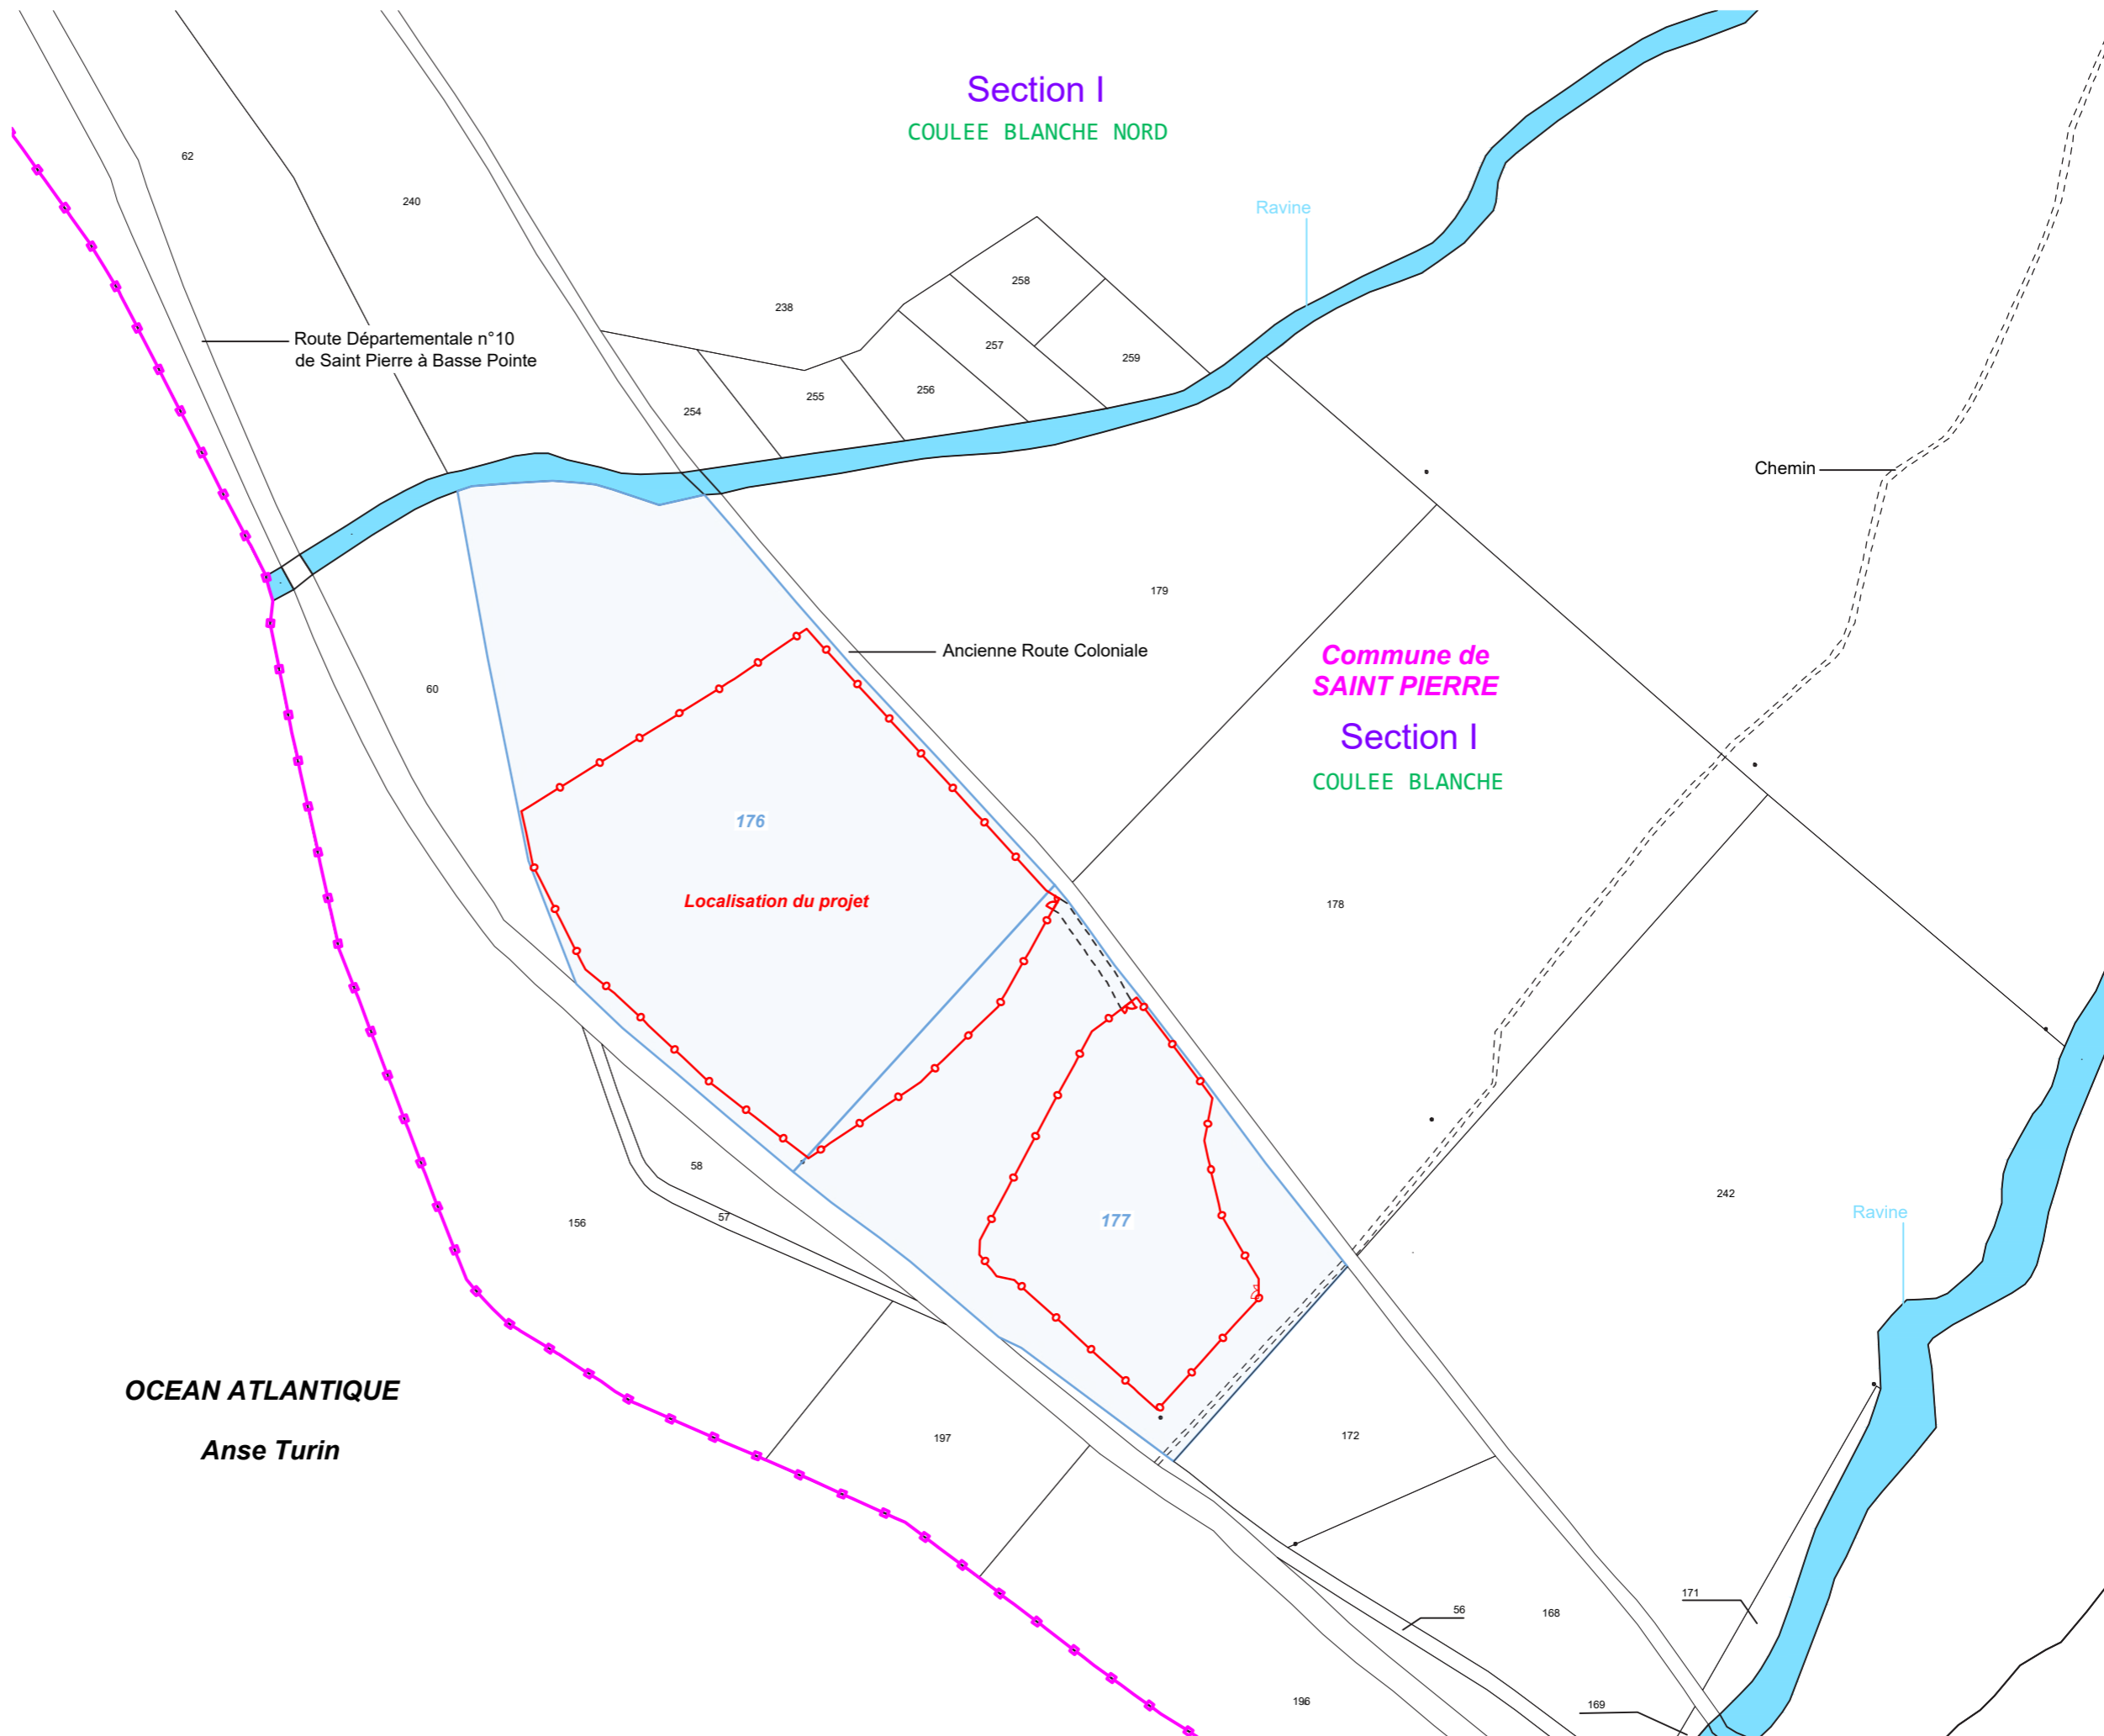 Section I
COULEE BLANCHE NORD
62
240
Ravine
258
238
Route Départementale n°10
de Saint Pierre à Basse Pointe
257
259
256
255
254
Chemin
179
Ancienne Route Coloniale
Commune de
SAINT PIERRE
60
Section I
COULEE BLANCHE
176
Localisation du projet
178
58
242
57
156
177
Ravine
OCEAN ATLANTIQUE
Anse Turin
197
172
171
56
168
196
169